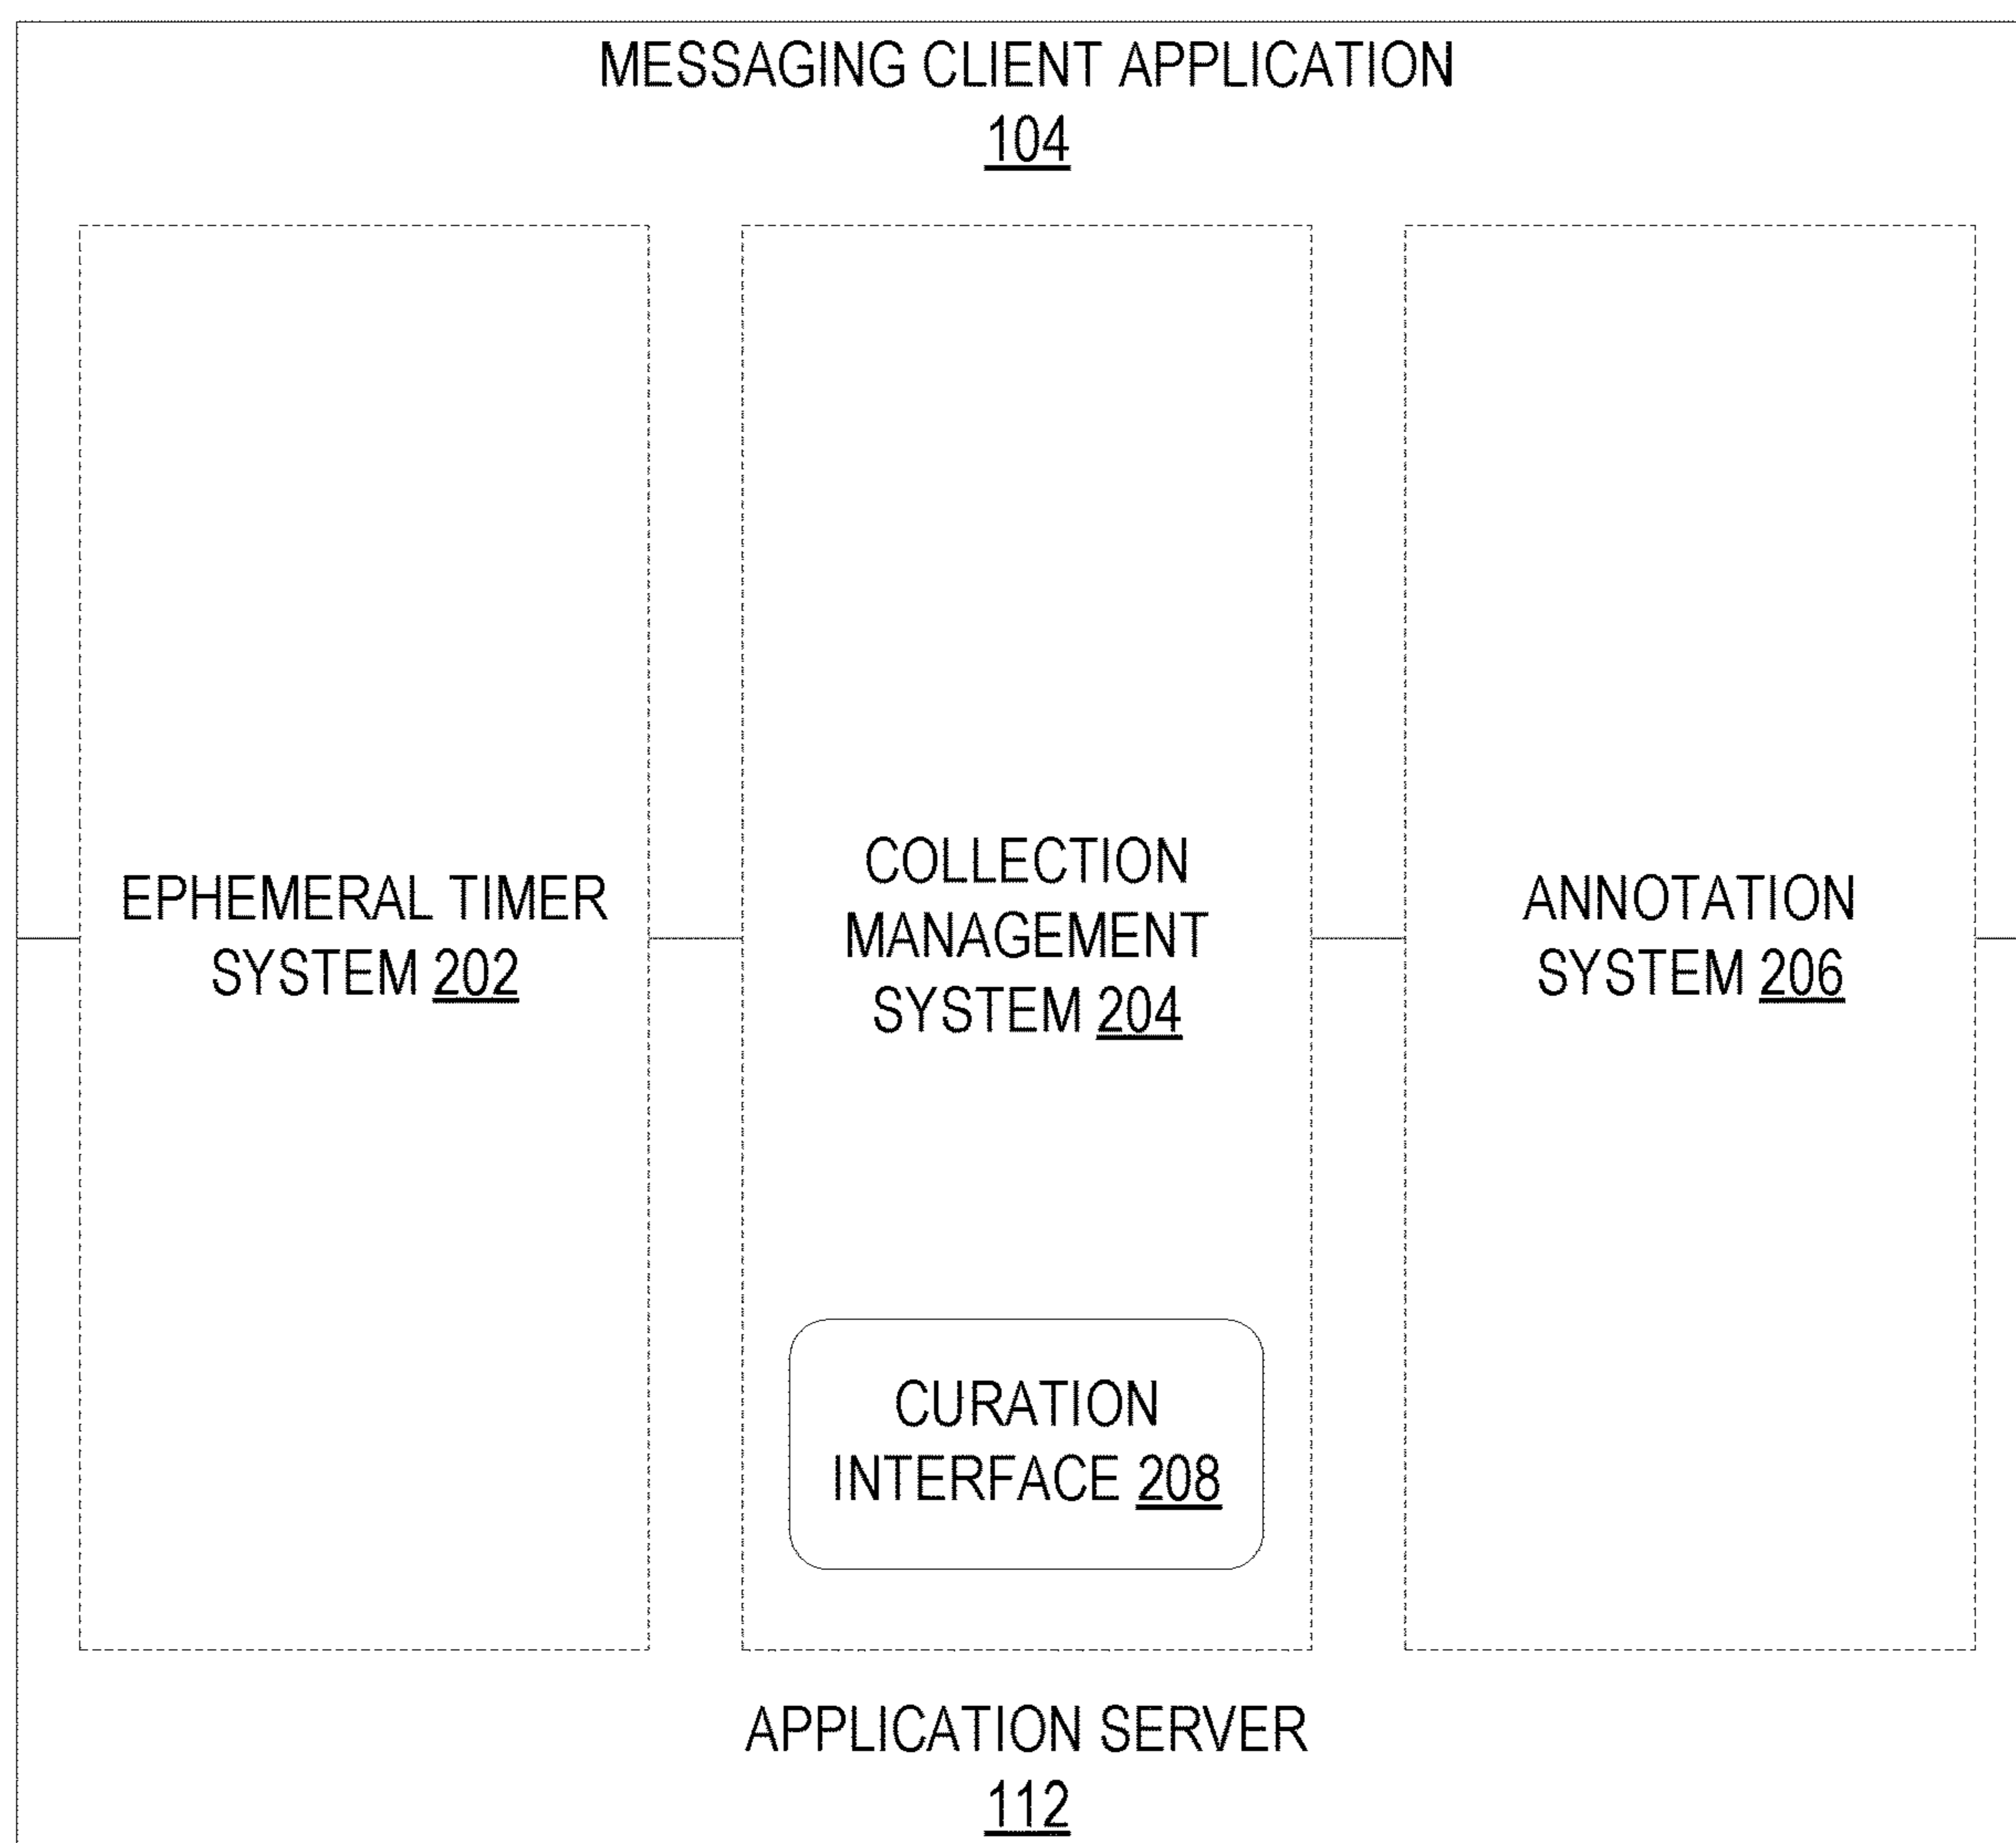 MESSAGING CLIENT APPLICATION
104
EPHEMERAL TIMER
SYSTEM 202
COLLECTION
MANAGEMENT
SYSTEM 204
ANNOTATION
SYSTEM 206
CURATION
INTERFACE 208
APPLICATION SERVER
112